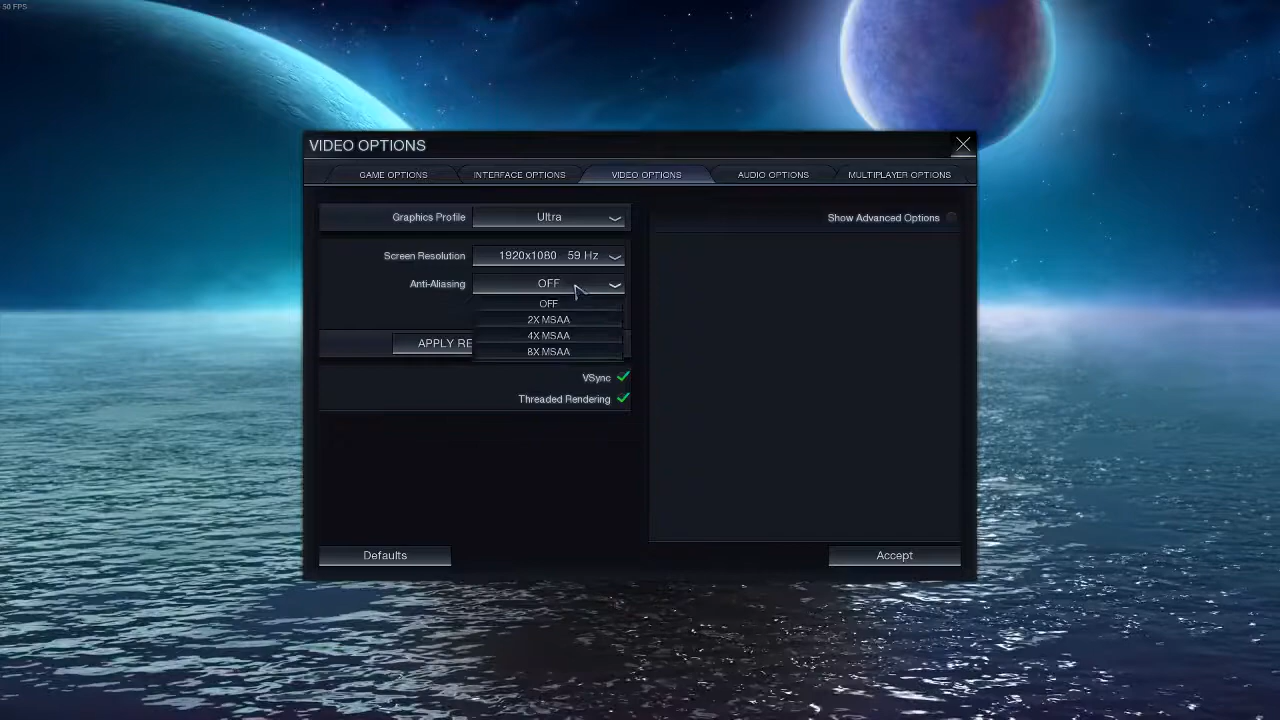 50 FPS
VIDEO OPTIONS
GAME OPTIONS INTERFACE OPTIONS VIDEO OPTIONS AUDIO OPTIONS MULTIPLAYER OPTIONS
Graphics Profile Ultra
Show Advanced Options
Screen Resolution 1920x1080 59 Hz
Anti-Aliasing OFF
OFF
2X MSAA
4X MSAA
8X MSAA
APPLY RE
VSync
Threaded Rendering
Defaults Accept